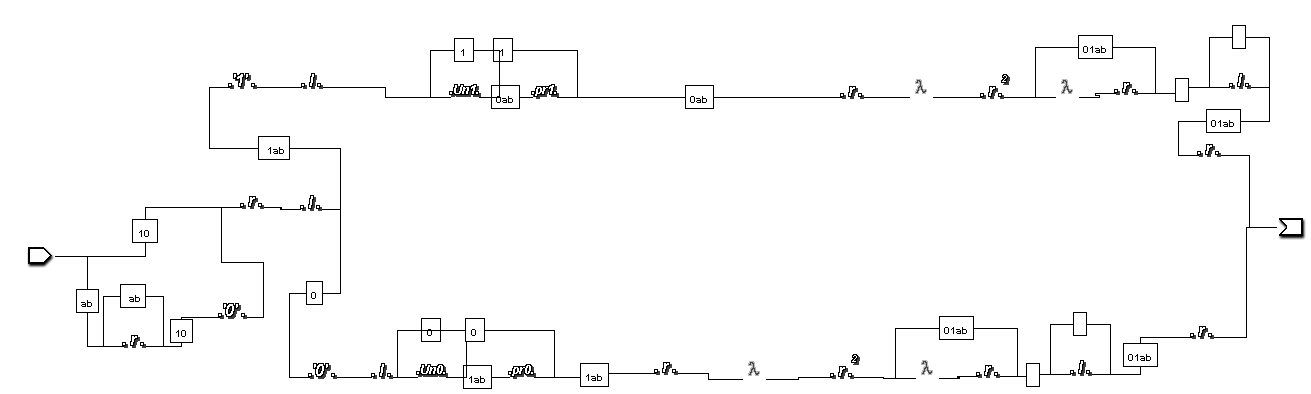 01ab
1 1
'1' l r λ r 2 λ r l
Un1 0ab pr1 0ab
01ab
1ab r
r l
10
ab ab
0
10 '0'
r
0 0 01ab
'0' l Un0 1ab pr0 1ab r λ r 2 λ r l 01ab r